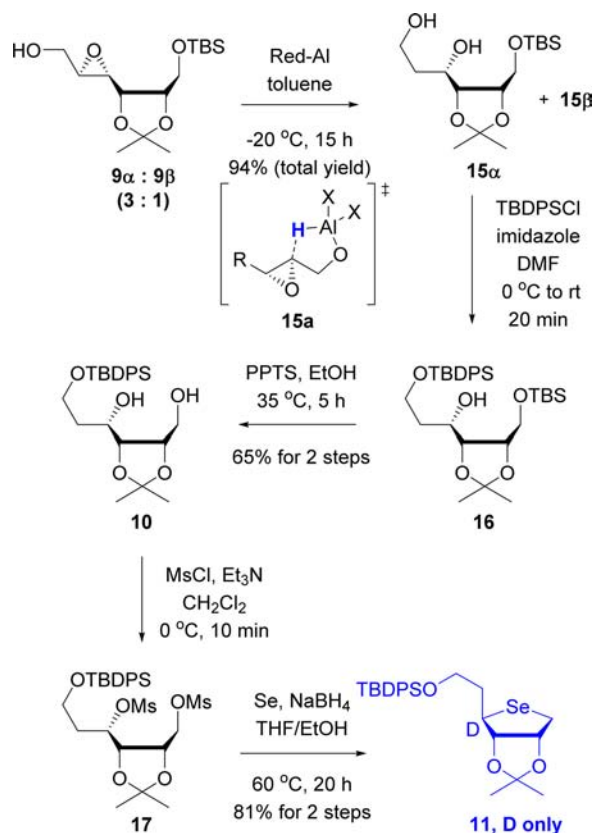 OH
HO
O
OTBS
OH
OTBS
O
O
Red-Al
toluene
-20 °C, 15 h
94% (total yield)
O
O
+ 15β
9α : 9β
(3 : 1)
15α
X
X
H
Al
O
R
O
‡
15a
TBDPSCl
imidazole
DMF
0 °C to rt
20 min
OTBDPS
OH
OH
O
O
10
PPTS, EtOH
35 °C, 5 h
65% for 2 steps
OTBDPS
OH
OTBS
O
O
16
MsCl, Et3N
CH2Cl2
0 °C, 10 min
OTBDPS
OMs
OMs
O
O
17
Se, NaBH4
THF/EtOH
60 °C, 20 h
81% for 2 steps
TBDPSO
Se
D
O
O
11, D only